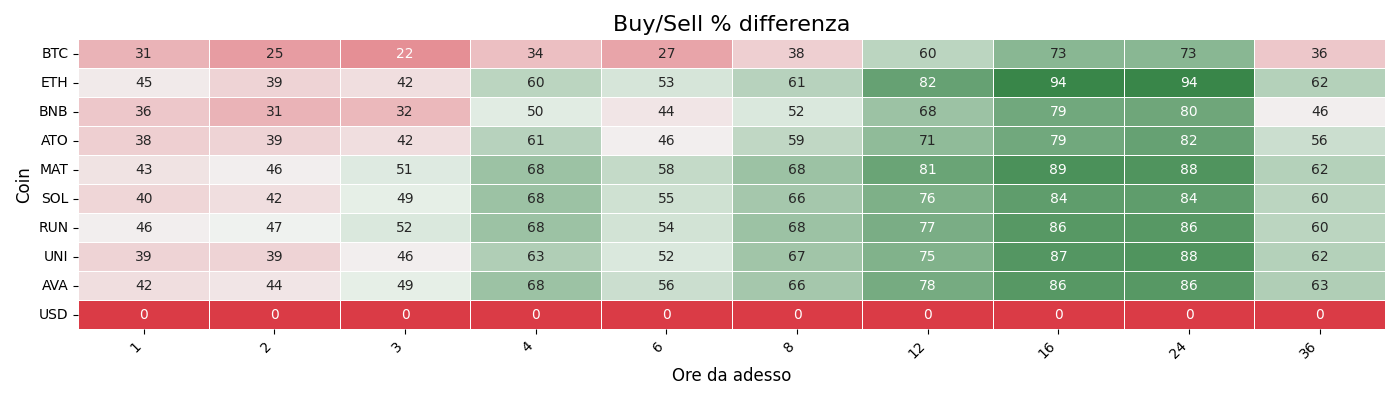 Buy/Sell % differenza
BTC 31 25 22 34 27 38 60 73 73 36
ETH 45 39 42 60 53 61 82 94 94 62
BNB 36 31 32 50 44 52 68 79 80 46
ATO 38 39 42 61 46 59 71 79 82 56
MAT 43 46 51 68 58 68 81 89 88 62
SOL 40 42 49 68 55 66 76 84 84 60
RUN 46 47 52 68 54 68 77 86 86 60
UNI 39 39 46 63 52 67 75 87 88 62
AVA 42 44 49 68 56 66 78 86 86 63
USD 0 0 0 0 0 0 0 0 0 0
Coin
1 2 3 4 6 8 12 16 24 36
Ore da adesso